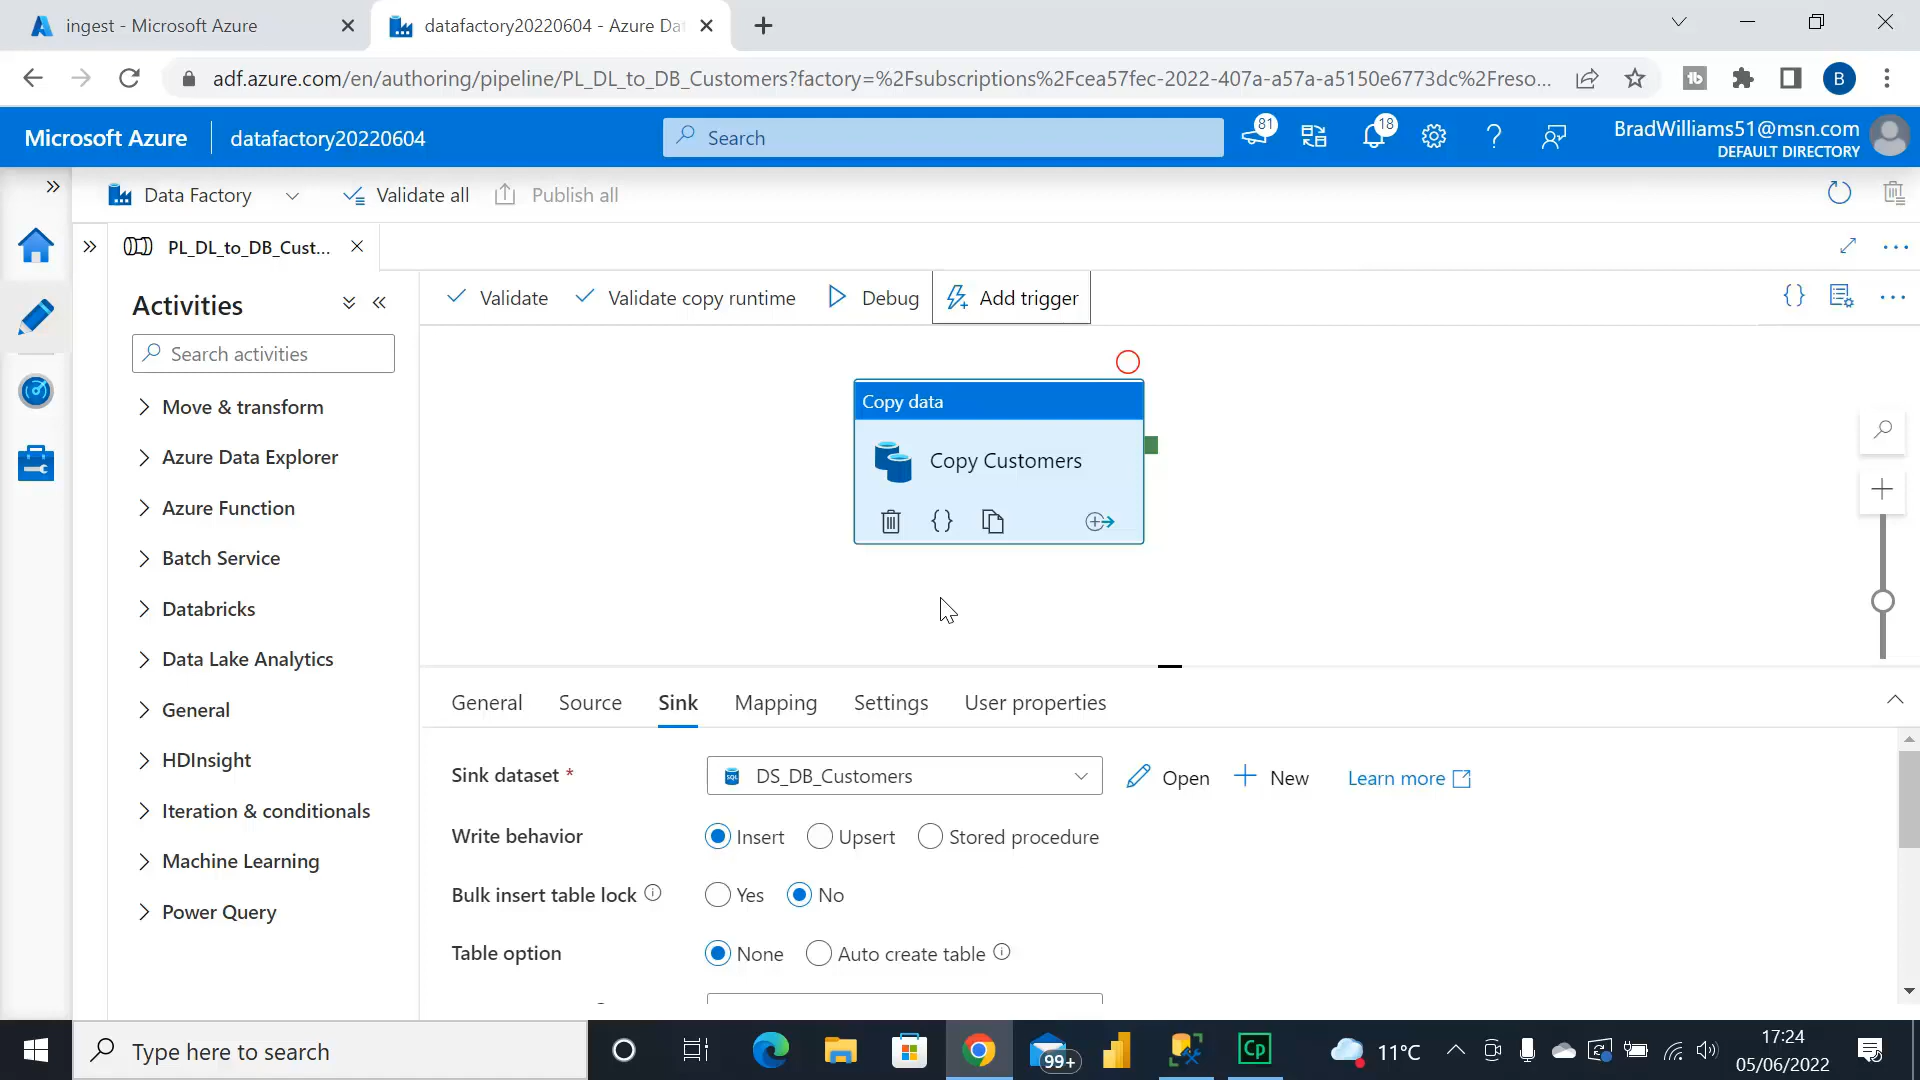 ingest - Microsoft Azure
datafactory20220604 - Azure Dat
adf.azure.com/en/authoring/pipeline/PL_DL_to_DB_Customers?factory=%2Fsubscriptions%2Fcea57fec-2022-407a-a57a-a5150e6773dc%2Freso...
tb
B
Microsoft Azure
datafactory20220604
Search
81
18
?
BradWilliams51@msn.com
DEFAULT DIRECTORY
Data Factory
Validate all
Publish all
PL_DL_to_DB_Cust...
Activities
Search activities
Move & transform
Azure Data Explorer
Azure Function
Batch Service
Databricks
Data Lake Analytics
General
HDInsight
Iteration & conditionals
Machine Learning
Power Query
Validate
Validate copy runtime
Debug
Add trigger
{}
Copy data
Copy Customers
{}
General
Source
Sink
Mapping
Settings
User properties
Sink dataset *
SQL
DS_DB_Customers
Open
New
Learn more
Write behavior
Insert
Upsert
Stored procedure
Bulk insert table lock
Yes
No
Table option
None
Auto create table
Type here to search
99+
Cp
11°C
17:24
05/06/2022